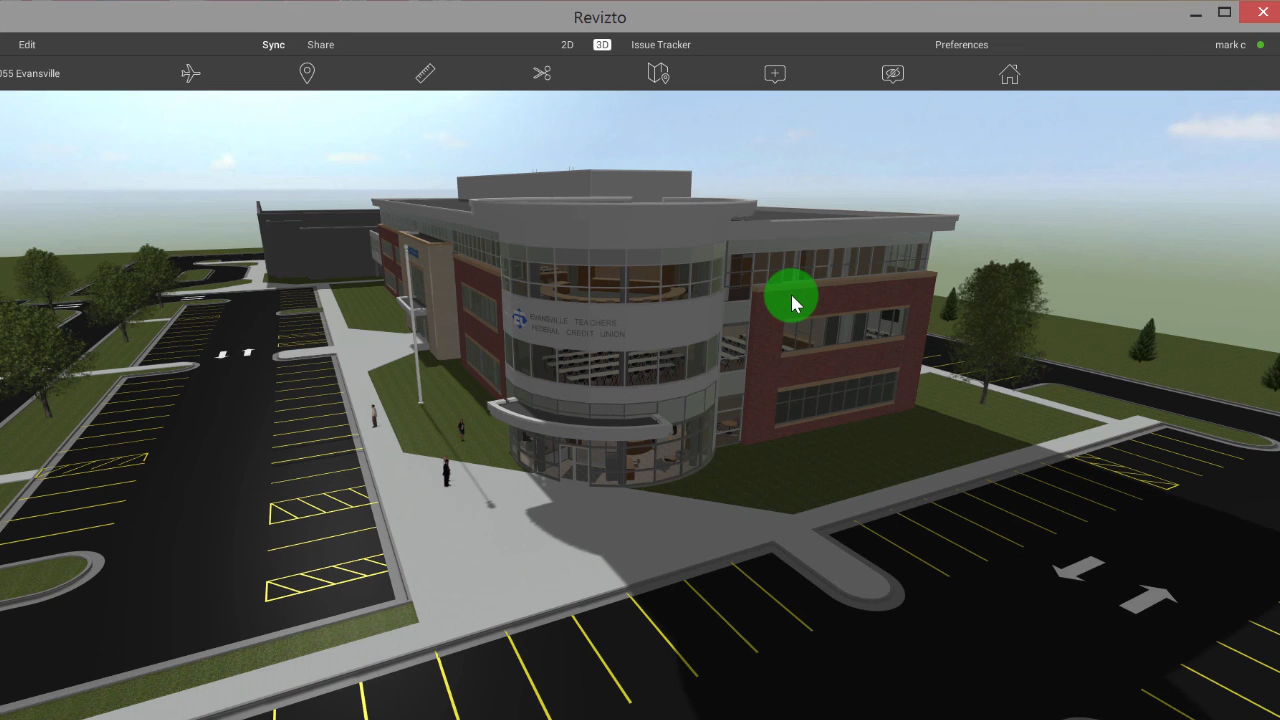 Revizto
Edit Sync Share 2D 3D Issue Tracker Preferences mark c
055 Evansville
EVANSVILLE TEACHERS
FEDERAL CREDIT UNION